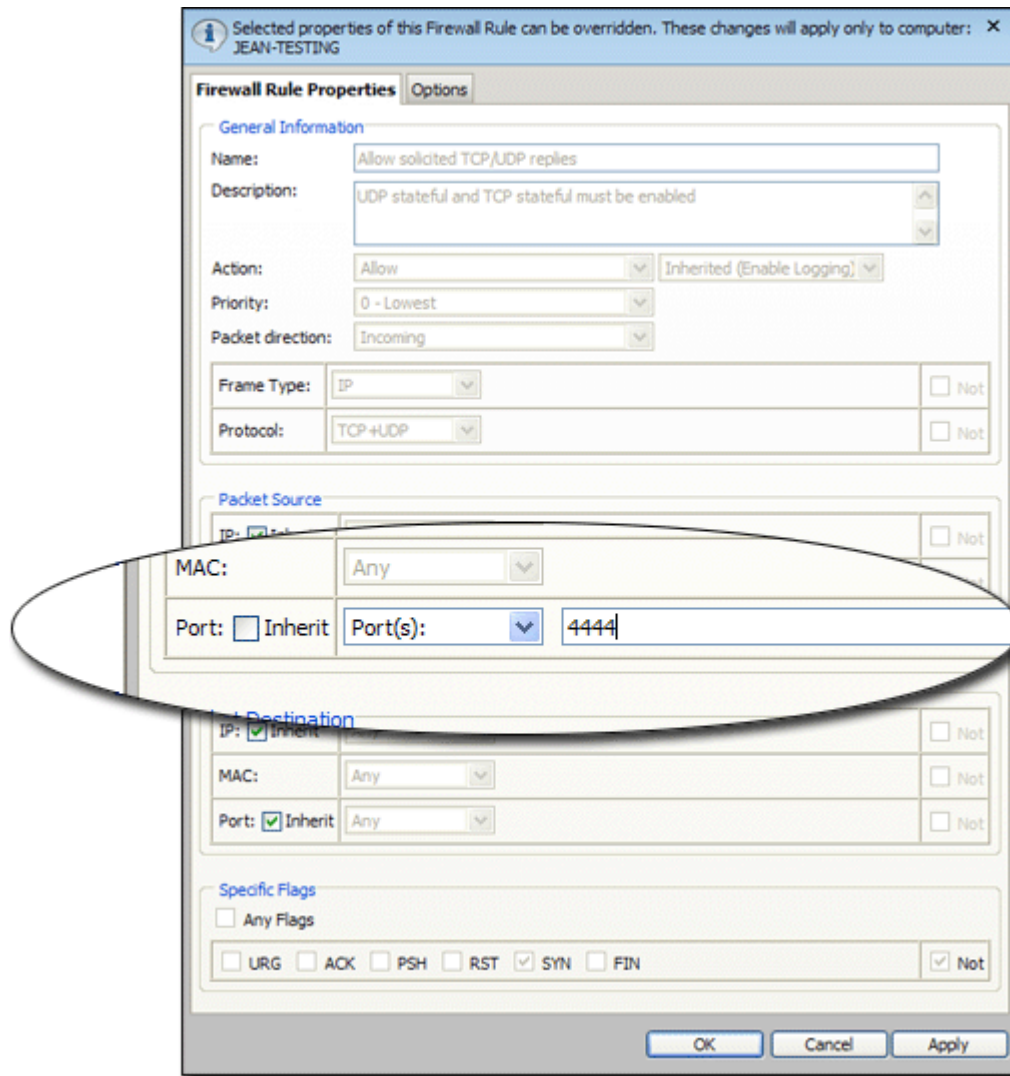 Selected properties of this Firewall Rule can be overridden. These changes will apply only to computer:
JEAN-TESTING
Firewall Rule Properties Options
General Information
Name: Allow solicited TCP/UDP replies
Description: UDP stateful and TCP stateful must be enabled
Action: Allow Inherited (Enable Logging)
Priority: 0 - Lowest
Packet direction: Incoming
Frame Type: IP Not
Protocol: TCP+UDP Not
Packet Source
IP: Inherit Not
MAC: Any
Port: Inherit Port(s): 4444
Destination
IP: Inherit Any Not
MAC: Any Not
Port: Inherit Any Not
Specific Flags
Any Flags
URG ACK PSH RST SYN FIN Not
OK Cancel Apply